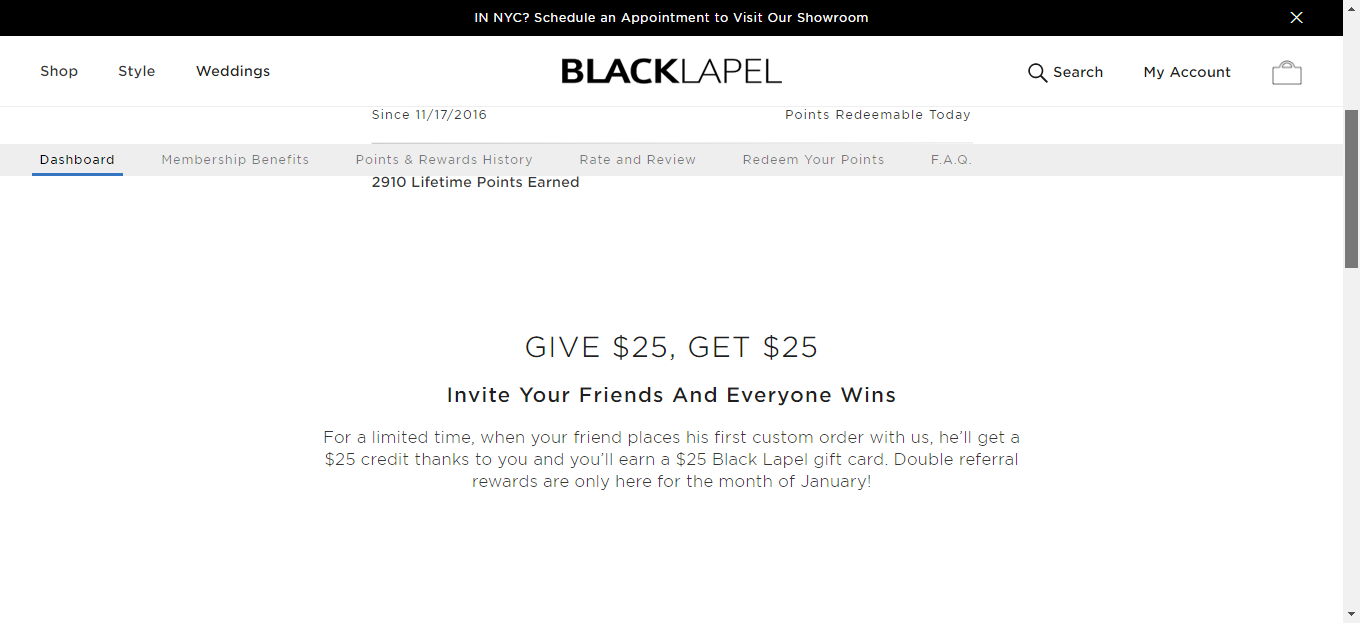 IN NYC? Schedule an Appointment to Visit Our Showroom
Shop Style Weddings BLACKLAPEL Search My Account
Since 11/17/2016 Points Redeemable Today
Dashboard Membership Benefits Points & Rewards History Rate and Review Redeem Your Points F.A.Q.
2910 Lifetime Points Earned
GIVE $25, GET $25
Invite Your Friends And Everyone Wins
For a limited time, when your friend places his first custom order with us, he'll get a
$25 credit thanks to you and you'll earn a $25 Black Lapel gift card. Double referral
rewards are only here for the month of January!